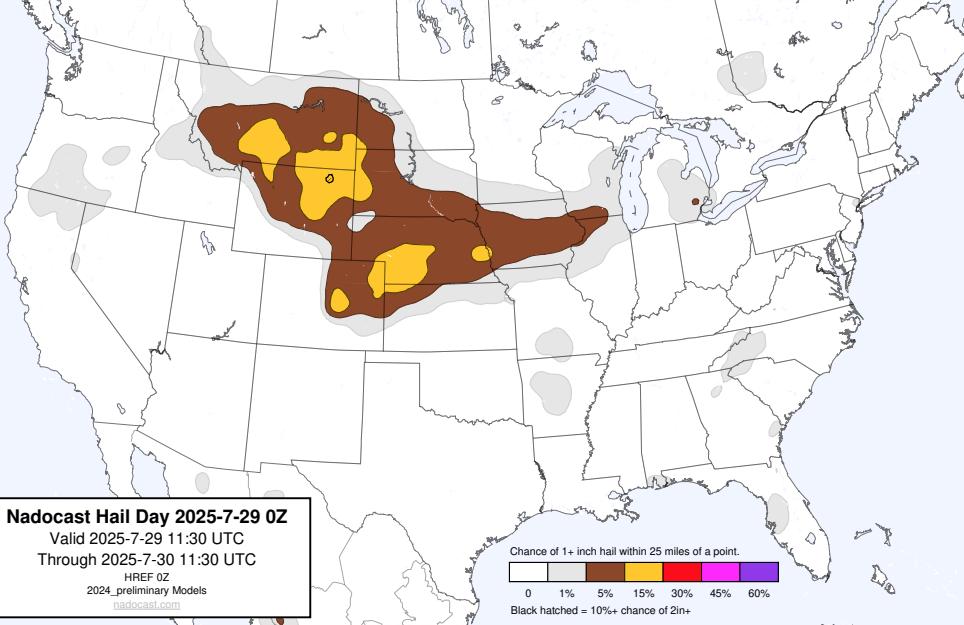 Nadocast Hail Day 2025-7-29 0Z
Valid 2025-7-29 11:30 UTC
Through 2025-7-30 11:30 UTC
HREF 0Z
2024_preliminary Models
nadocast.com
Chance of 1+ inch hail within 25 miles of a point.
0 1% 5% 15% 30% 45% 60%
Black hatched = 10%+ chance of 2in+